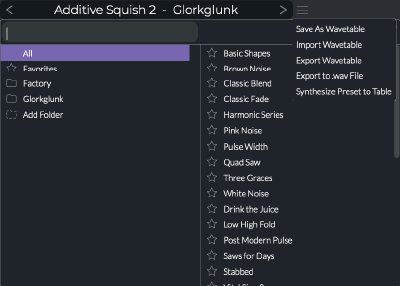 Additive Squish 2 - Glorkglunk
Save As Wavetable
Import Wavetable
Export Wavetable
Export to .wav File
Synthesize Preset to Table
All
Favorites
Factory
Glorkglunk
Add Folder
Basic Shapes
Brown Noise
Classic Blend
Classic Fade
Harmonic Series
Pink Noise
Pulse Width
Quad Saw
Three Graces
White Noise
Drink the Juice
Low High Fold
Post Modern Pulse
Saws for Days
Stabbed